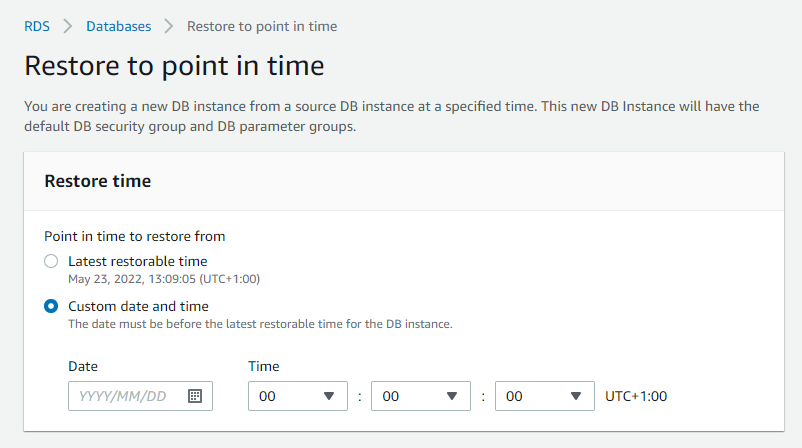 RDS > Databases > Restore to point in time
Restore to point in time
You are creating a new DB instance from a source DB instance at a specified time. This new DB Instance will have the
default DB security group and DB parameter groups.
Restore time
Point in time to restore from
Latest restorable time
May 23, 2022, 13:09:05 (UTC+1:00)
Custom date and time
The date must be before the latest restorable time for the DB instance.
Date Time
YYYY/MM/DD 00 : 00 : 00 UTC+1:00